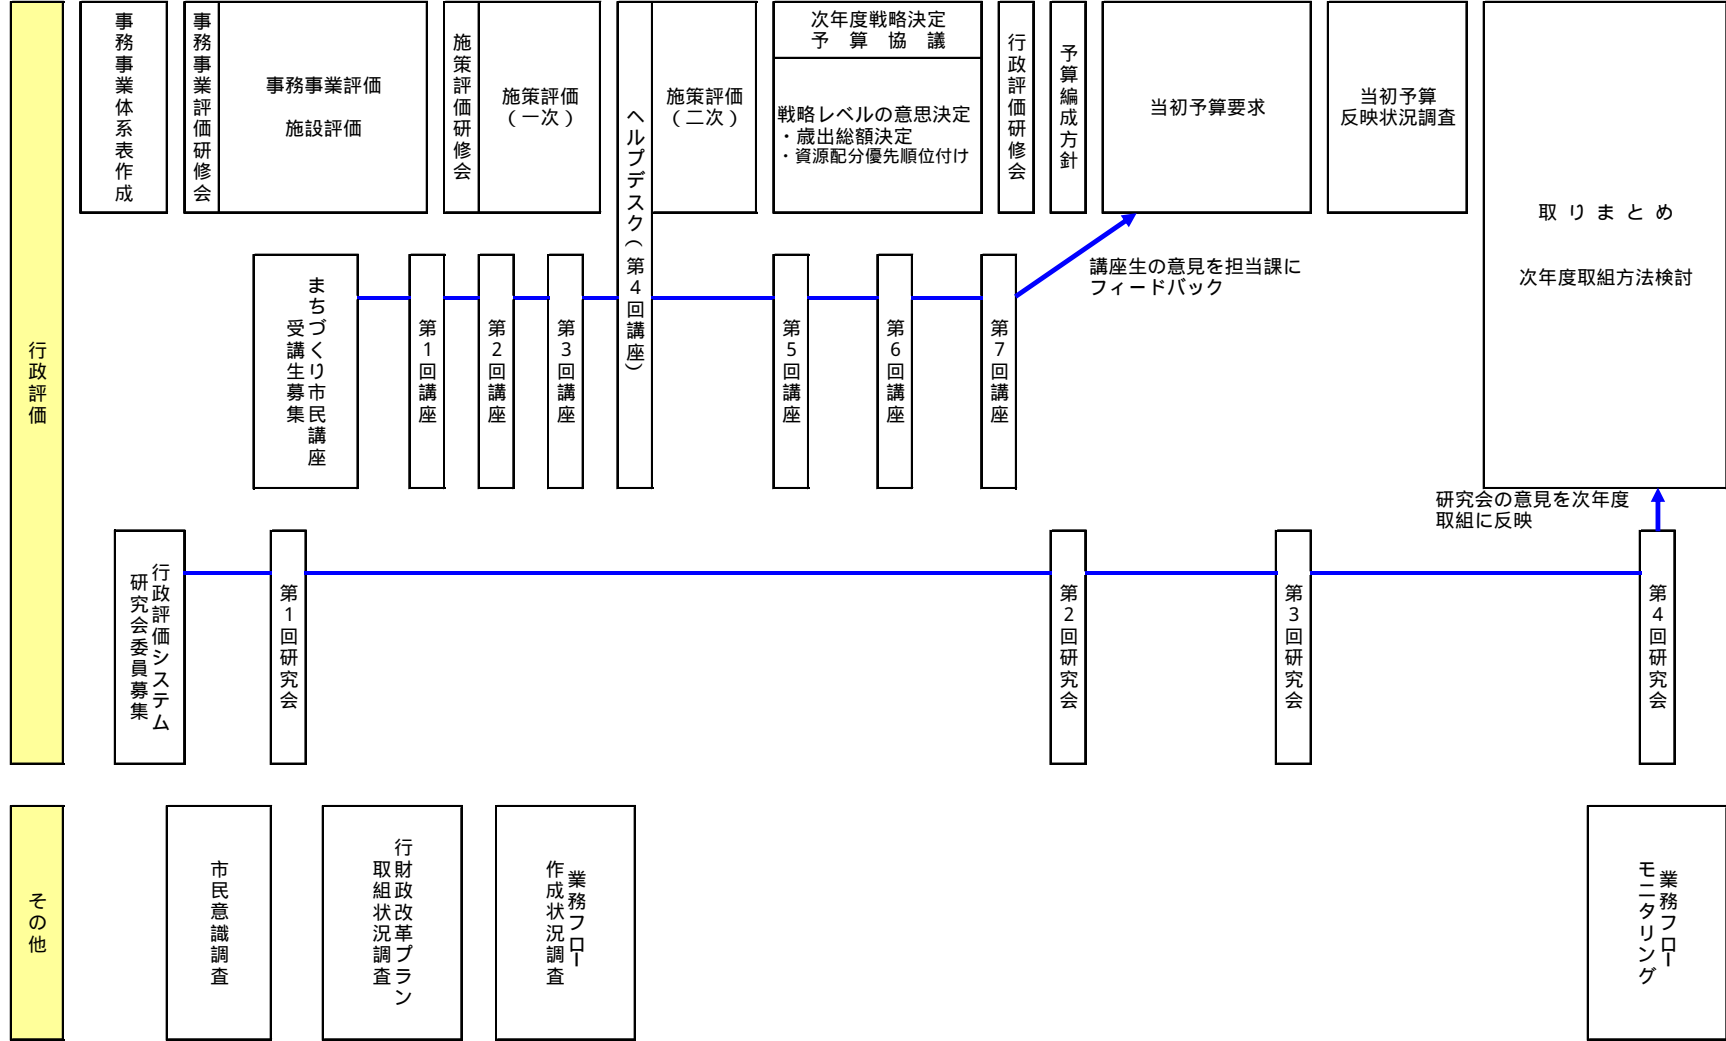 行政評価
事務事業体系表作成
事務事業評価研修会
事務事業評価
施設評価
施策評価研修会
施策評価
（一次）
ヘルプデスク（第4回講座）
施策評価
（二次）
次年度戦略決定
予算協議
戦略レベルの意思決定
・歳出総額決定
・資源配分優先順位付け
行政評価研修会
予算編成方針
当初予算要求
当初予算
反映状況調査
取りまとめ
次年度取組方法検討
まちづくり市民講座
受講生募集
第1回講座
第2回講座
第3回講座
第5回講座
第6回講座
第7回講座
講座生の意見を担当課に
フィードバック
研究会の意見を次年度
取組に反映
行政評価システム
研究会委員募集
第1回研究会
第2回研究会
第3回研究会
第4回研究会
その他
市民意識調査
行財政改革プラン
取組状況調査
業務フロー
作成状況調査
業務フロー
モニタリング